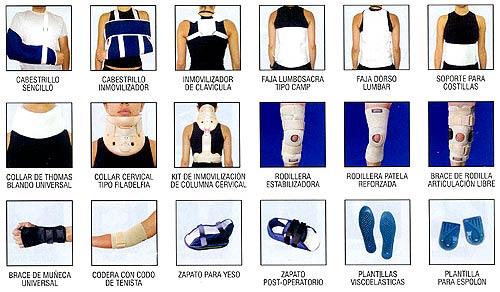 CABESTRILLO
SENCILLO
CABESTRILLO
INMOVILIZADOR
INMOVILIZADOR
DE CLAVICULA
FAJA LUMBOSACRA
TIPO CAMP
FAJA DORSO
LUMBAR
SOPORTE PARA
COSTILLAS
COLLAR DE THOMAS
BLANDO UNIVERSAL
COLLAR CERVICAL
TIPO FILADELFIA
KIT DE INMOVILIZACIÓN
DE COLUMNA CERVICAL
RODILLERA
ESTABILIZADORA
RODILLERA PATELA
REFORZADA
BRACE DE RODILLA
ARTICULACIÓN LIBRE
BRACE DE MUÑECA
UNIVERSAL
CODERA CON CODO
DE TENISTA
ZAPATO PARA YESO
ZAPATO
POST-OPERATORIO
PLANTILLAS
VISCOELASTICAS
PLANTILLA
PARA ESPOLÓN